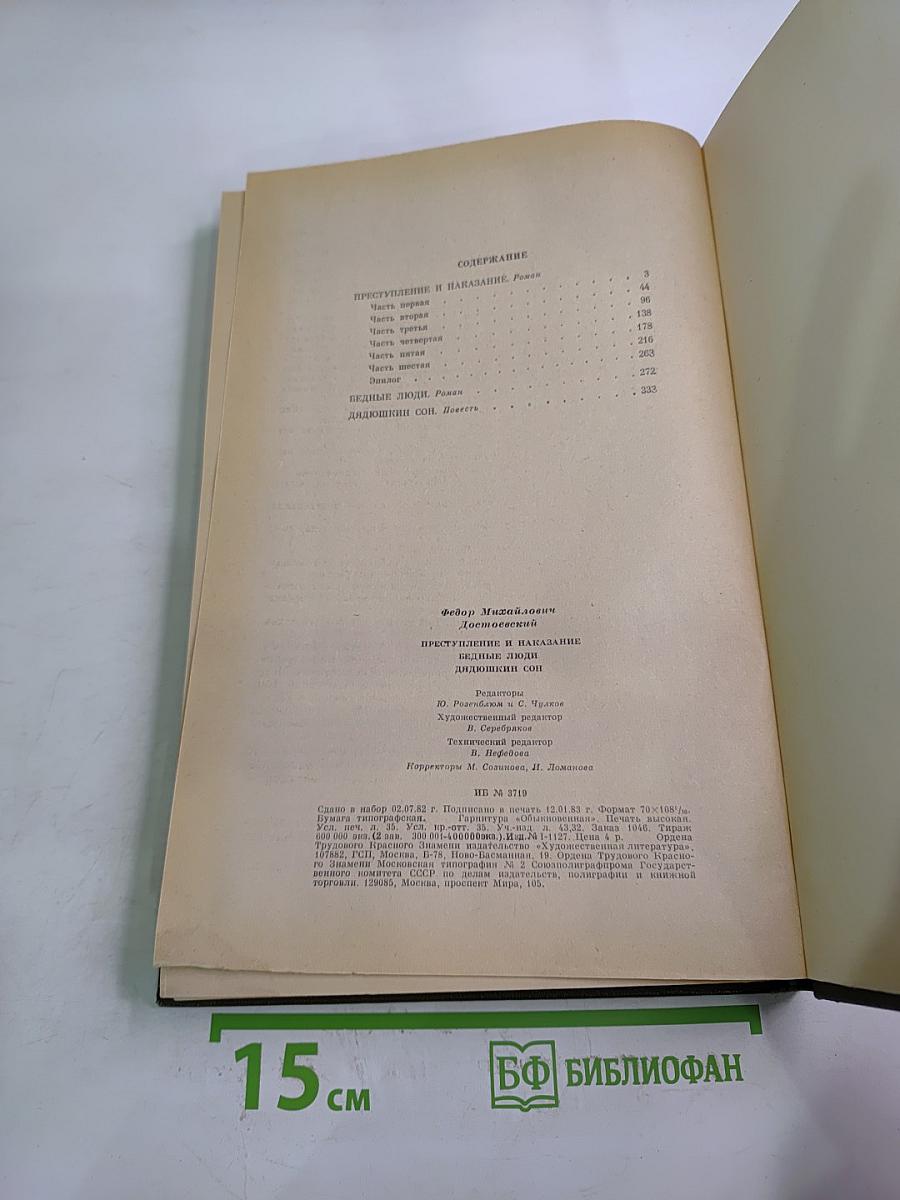 СОДЕРЖАНИЕ
ПРЕСТУПЛЕНИЕ И НАКАЗАНИЕ. Роман
Часть первая . . . . . . . . . . 3
Часть вторая . . . . . . . . . . 44
Часть третья . . . . . . . . . . 96
Часть четвертая . . . . . . . . . . 138
Часть пятая . . . . . . . . . . 178
Часть шестая . . . . . . . . . . 216
Эпилог . . . . . . . . . . 263
БЕДНЫЕ ЛЮДИ. Роман . . . . . . . . . . 272
ДЯДЮШКИН СОН. Повесть . . . . . . . . . . 333
Федор Михайлович
Достоевский
ПРЕСТУПЛЕНИЕ И НАКАЗАНИЕ
БЕДНЫЕ ЛЮДИ
ДЯДЮШКИН СОН
Редакторы
Ю. Розенблюм и С. Чулков
Художественный редактор
В. Серебряков
Технический редактор
В. Нефедова
Корректоры М. Созинова, И. Ломанова
ИБ № 3719
Сдано в набор 02.07.82 г. Подписано в печать 12.01.83 г. Формат 70×108¹/₁₆.
Бумага типографская. Гарнитура «Обыкновенная». Печать высокая.
Усл. печ. л. 35. Усл. кр.-отт. 35. Уч.-изд. л. 43,32. Заказ 1046. Тираж
600 000 экз. (2 зав. 300 001-400000экз.). Изд.№ I-1127. Цена 4 р. Ордена
Трудового Красного Знамени издательство «Художественная литература»,
107882, ГСП, Москва, Б-78, Ново-Басманная, 19. Ордена Трудового Красно-
го Знамени Московская типография № 2 Союзполиграфпрома Государст-
венного комитета СССР по делам издательств, полиграфии и книжной
торговли. 129085, Москва, проспект Мира, 105.
15 см
БФ БИБЛИОФАН